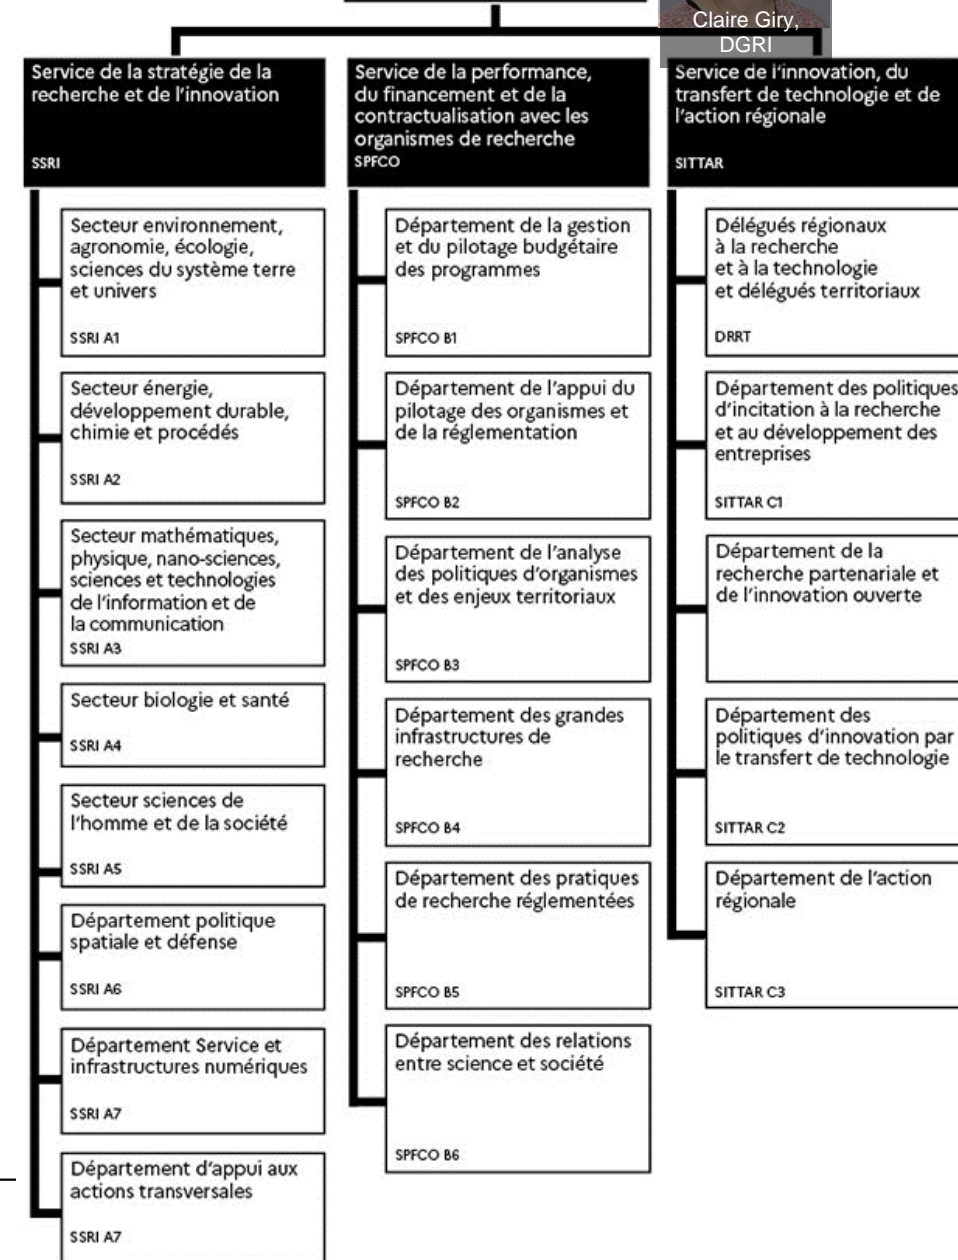 Claire Giry,
DGRI
Service de la stratégie de la
recherche et de l'innovation
SSRI
Secteur environnement,
agronomie, écologie,
sciences du système terre
et univers
SSRI A1
Secteur énergie,
développement durable,
chimie et procédés
SSRI A2
Secteur mathématiques,
physique, nano-sciences,
sciences et technologies
de l'information et de
la communication
SSRI A3
Secteur biologie et santé
SSRI A4
Secteur sciences de
l'homme et de la société
SSRI A5
Département politique
spatiale et défense
SSRI A6
Département Service et
infrastructures numériques
SSRI A7
Département d'appui aux
actions transversales
SSRI A7
Service de la performance,
du financement et de la
contractualisation avec les
organismes de recherche
SPFCO
Département de la gestion
et du pilotage budgétaire
des programmes
SPFCO B1
Département de l'appui du
pilotage des organismes et
de la réglementation
SPFCO B2
Département de l'analyse
des politiques d'organismes
et des enjeux territoriaux
SPFCO B3
Département des grandes
infrastructures de
recherche
SPFCO B4
Département des pratiques
de recherche réglementées
SPFCO B5
Département des relations
entre science et société
SPFCO B6
Service de l'innovation, du
transfert de technologie et de
l'action régionale
SITTAR
Délégués régionaux
à la recherche
et à la technologie
et délégués territoriaux
DRRT
Département des politiques
d'incitation à la recherche
et au développement des
entreprises
SITTAR C1
Département de la
recherche partenariale et
de l'innovation ouverte
Département des
politiques d'innovation par
le transfert de technologie
SITTAR C2
Département de l'action
régionale
SITTAR C3